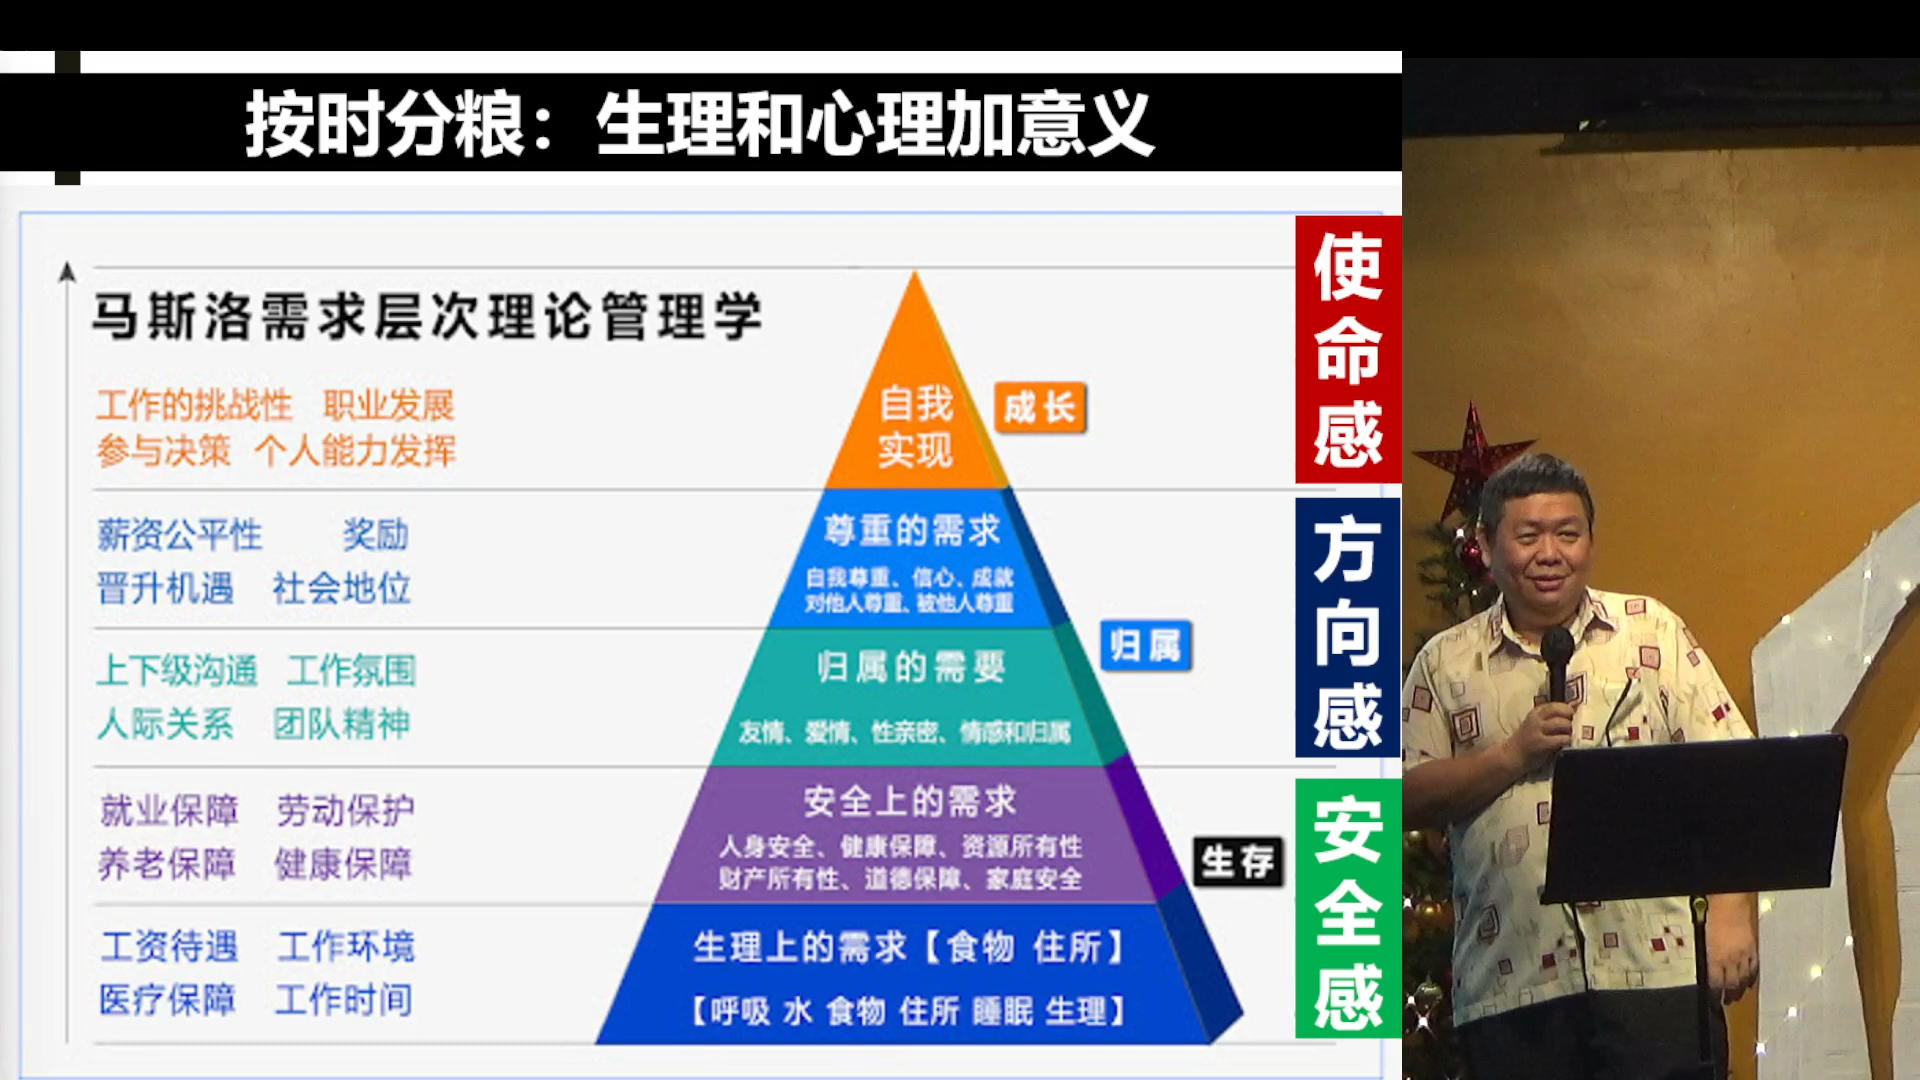 按时分粮：生理和心理加意义
马斯洛需求层次理论管理学
工作的挑战性 职业发展
参与决策 个人能力发挥
薪资公平性 奖励
晋升机遇 社会地位
上下级沟通 工作氛围
人际关系 团队精神
就业保障 劳动保护
养老保障 健康保障
工资待遇 工作环境
医疗保障 工作时间
自我
实现
尊重的需求
自我尊重、信心、成就
对他人尊重、被他人尊重
归属的需要
友情、爱情、性亲密、情感和归属
安全上的需求
人身安全、健康保障、资源所有性
财产所有性、道德保障、家庭安全
生理上的需求【食物 住所】
【呼吸 水 食物 住所 睡眠 生理】
成长
归属
生存
使命感
方向感
安全感